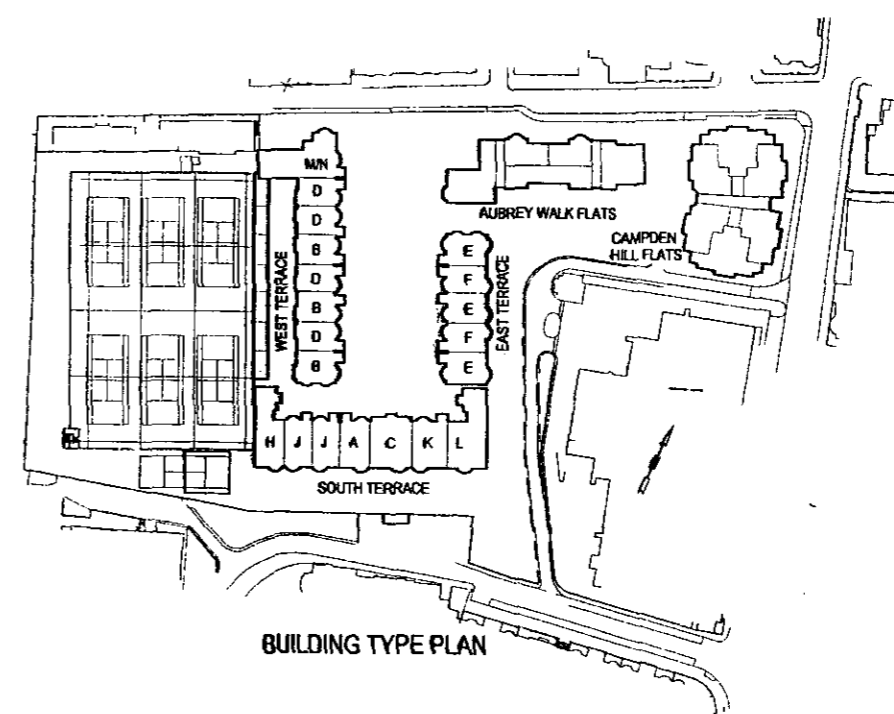 M/N
D
D
B
D
B
D
B
WEST TERRACE
AUBREY WALK FLATS
CAMPDEN
HILL FLATS
E
F
E
F
E
EAST TERRACE
H J J A C K L
SOUTH TERRACE
BUILDING TYPE PLAN